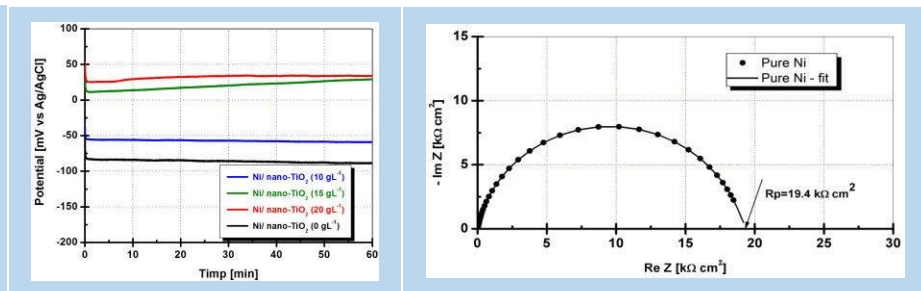 100
50
0
-50
-100
-150
-200
Potential [mV vs Ag/AgCl]
Ni/ nano-TiO₂ (10 gL⁻¹)
Ni/ nano-TiO₂ (15 gL⁻¹)
Ni/ nano-TiO₂ (20 gL⁻¹)
Ni/ nano-TiO₂ (0 gL⁻¹)
0 10 20 30 40 50 60
Timp [min]
15
10
5
0
- Im Z [kΩ cm²]
Pure Ni
Pure Ni - fit
Rp=19.4 kΩ cm²
0 5 10 15 20 25 30
Re Z [kΩ cm²]